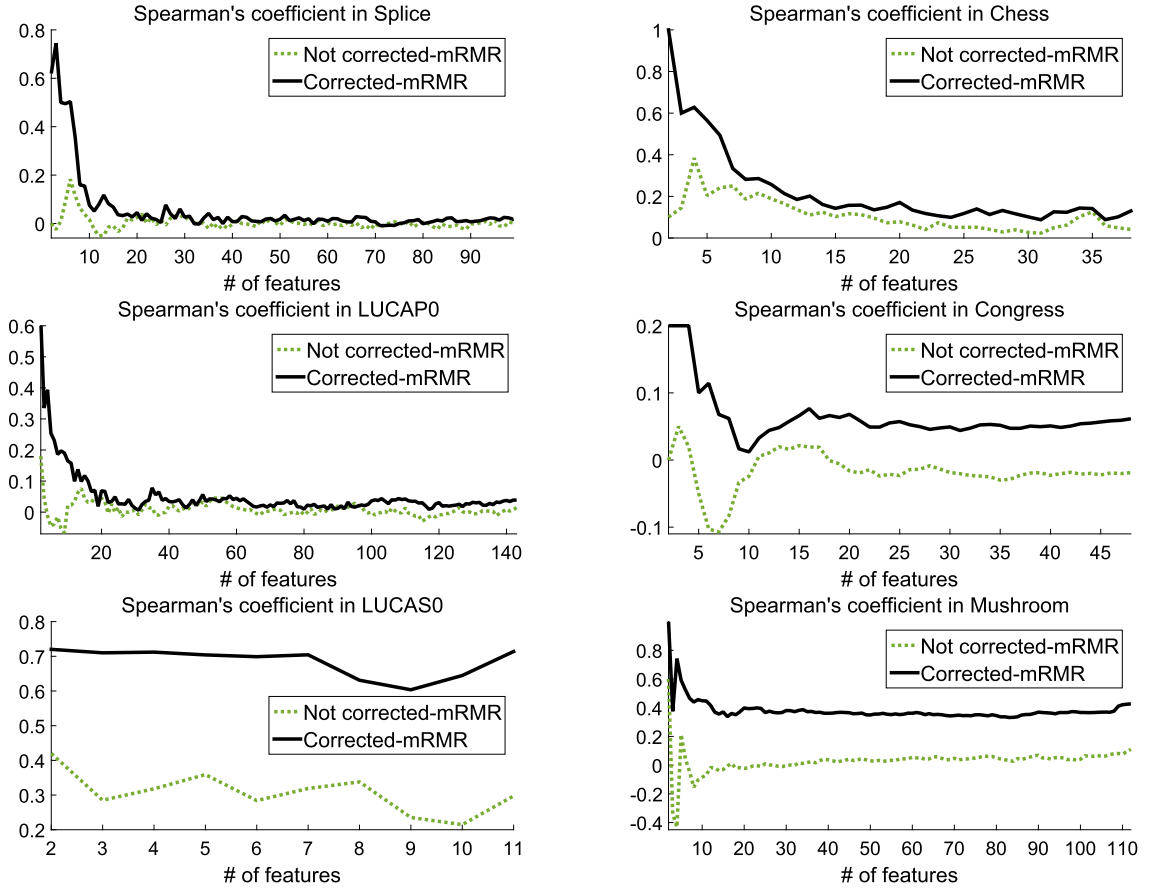 Spearman's coefficient in Splice
0.8
0.6
0.4
0.2
0
Not corrected-mRMR
Corrected-mRMR
10 20 30 40 50 60 70 80 90
# of features
Spearman's coefficient in Chess
1
0.8
0.6
0.4
0.2
0
Not corrected-mRMR
Corrected-mRMR
5 10 15 20 25 30 35
# of features
Spearman's coefficient in LUCAP0
0.6
0.5
0.4
0.3
0.2
0.1
0
Not corrected-mRMR
Corrected-mRMR
20 40 60 80 100 120 140
# of features
Spearman's coefficient in Congress
0.2
0.1
0
-0.1
Not corrected-mRMR
Corrected-mRMR
5 10 15 20 25 30 35 40 45
# of features
Spearman's coefficient in LUCAS0
0.8
0.7
0.6
0.5
0.4
0.3
0.2
Not corrected-mRMR
Corrected-mRMR
2 3 4 5 6 7 8 9 10 11
# of features
Spearman's coefficient in Mushroom
0.8
0.6
0.4
0.2
0
-0.2
-0.4
Not corrected-mRMR
Corrected-mRMR
10 20 30 40 50 60 70 80 90 100 110
# of features